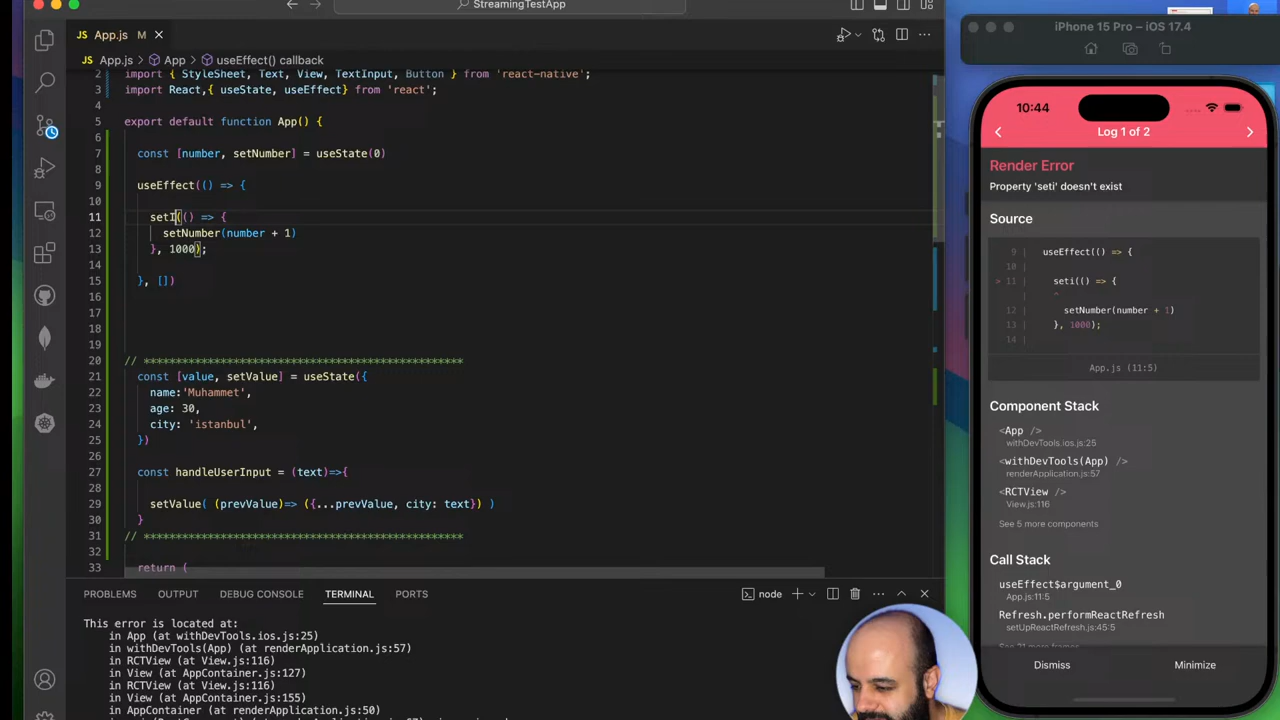 StreamingTestApp
App.js M
App.js > App > useEffect() callback
2 import { StyleSheet, Text, View, TextInput, Button } from 'react-native';
3 import React,{ useState, useEffect} from 'react';
4
5 export default function App() {
6
7 const [number, setNumber] = useState(0)
8
9 useEffect(() => {
10
11 setI(() => {
12 setNumber(number + 1)
13 }, 1000);
14
15 }, [])
16
17
18
19
20 // **************************************************
21 const [value, setValue] = useState({
22 name:'Muhammet',
23 age: 30,
24 city: 'istanbul',
25 })
26
27 const handleUserInput = (text)=>{
28
29 setValue( (prevValue)=> ({...prevValue, city: text}) )
30 }
31 // **************************************************
32
33 return (
PROBLEMS OUTPUT DEBUG CONSOLE TERMINAL PORTS
node
This error is located at:
in App (at withDevTools.ios.js:25)
in withDevTools(App) (at renderApplication.js:57)
in RCTView (at View.js:116)
in View (at AppContainer.js:127)
in RCTView (at View.js:116)
in View (at AppContainer.js:155)
in AppContainer (at renderApplication.js:50)
iPhone 15 Pro – iOS 17.4
10:44
Log 1 of 2
Render Error
Property 'seti' doesn't exist
Source
9 | useEffect(() => {
10 |
> 11 | seti(() => {
| ^
12 | setNumber(number + 1)
13 | }, 1000);
14 |
App.js (11:5)
Component Stack
<App />
withDevTools.ios.js:25
<withDevTools(App) />
renderApplication.js:57
<RCTView />
View.js:116
See 5 more components
Call Stack
useEffect$argument_0
App.js:11:5
Refresh.performReactRefresh
setUpReactRefresh.js:45:5
Dismiss Minimize